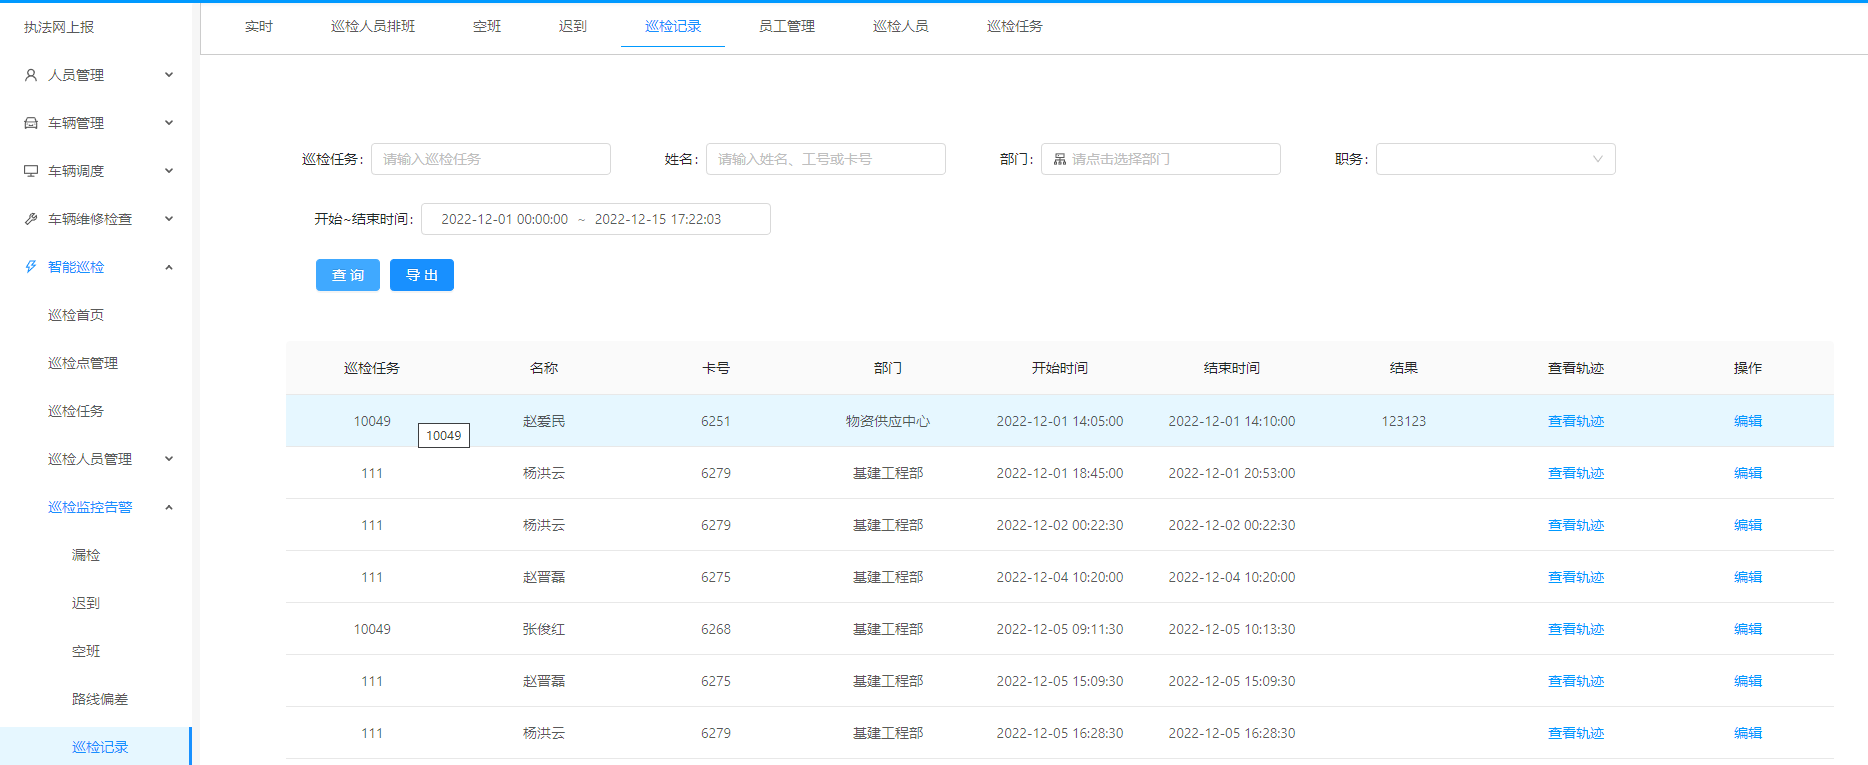 执法网上报
人员管理
车辆管理
车辆调度
车辆维修检查
智能巡检
巡检首页
巡检点管理
巡检任务
巡检人员管理
巡检监控告警
漏检
迟到
空班
路线偏差
巡检记录
实时 巡检人员排班 空班 迟到 巡检记录 员工管理 巡检人员 巡检任务
巡检任务: 请输入巡检任务 姓名: 请输入姓名、工号或卡号 部门: 请点击选择部门 职务:
开始~结束时间: 2022-12-01 00:00:00 ~ 2022-12-15 17:22:03
查 询 导 出
巡检任务 名称 卡号 部门 开始时间 结束时间 结果 查看轨迹 操作
10049 赵爱民 6251 物资供应中心 2022-12-01 14:05:00 2022-12-01 14:10:00 123123 查看轨迹 编辑
10049
111 杨洪云 6279 基建工程部 2022-12-01 18:45:00 2022-12-01 20:53:00 查看轨迹 编辑
111 杨洪云 6279 基建工程部 2022-12-02 00:22:30 2022-12-02 00:22:30 查看轨迹 编辑
111 赵晋磊 6275 基建工程部 2022-12-04 10:20:00 2022-12-04 10:20:00 查看轨迹 编辑
10049 张俊红 6268 基建工程部 2022-12-05 09:11:30 2022-12-05 10:13:30 查看轨迹 编辑
111 赵晋磊 6275 基建工程部 2022-12-05 15:09:30 2022-12-05 15:09:30 查看轨迹 编辑
111 杨洪云 6279 基建工程部 2022-12-05 16:28:30 2022-12-05 16:28:30 查看轨迹 编辑